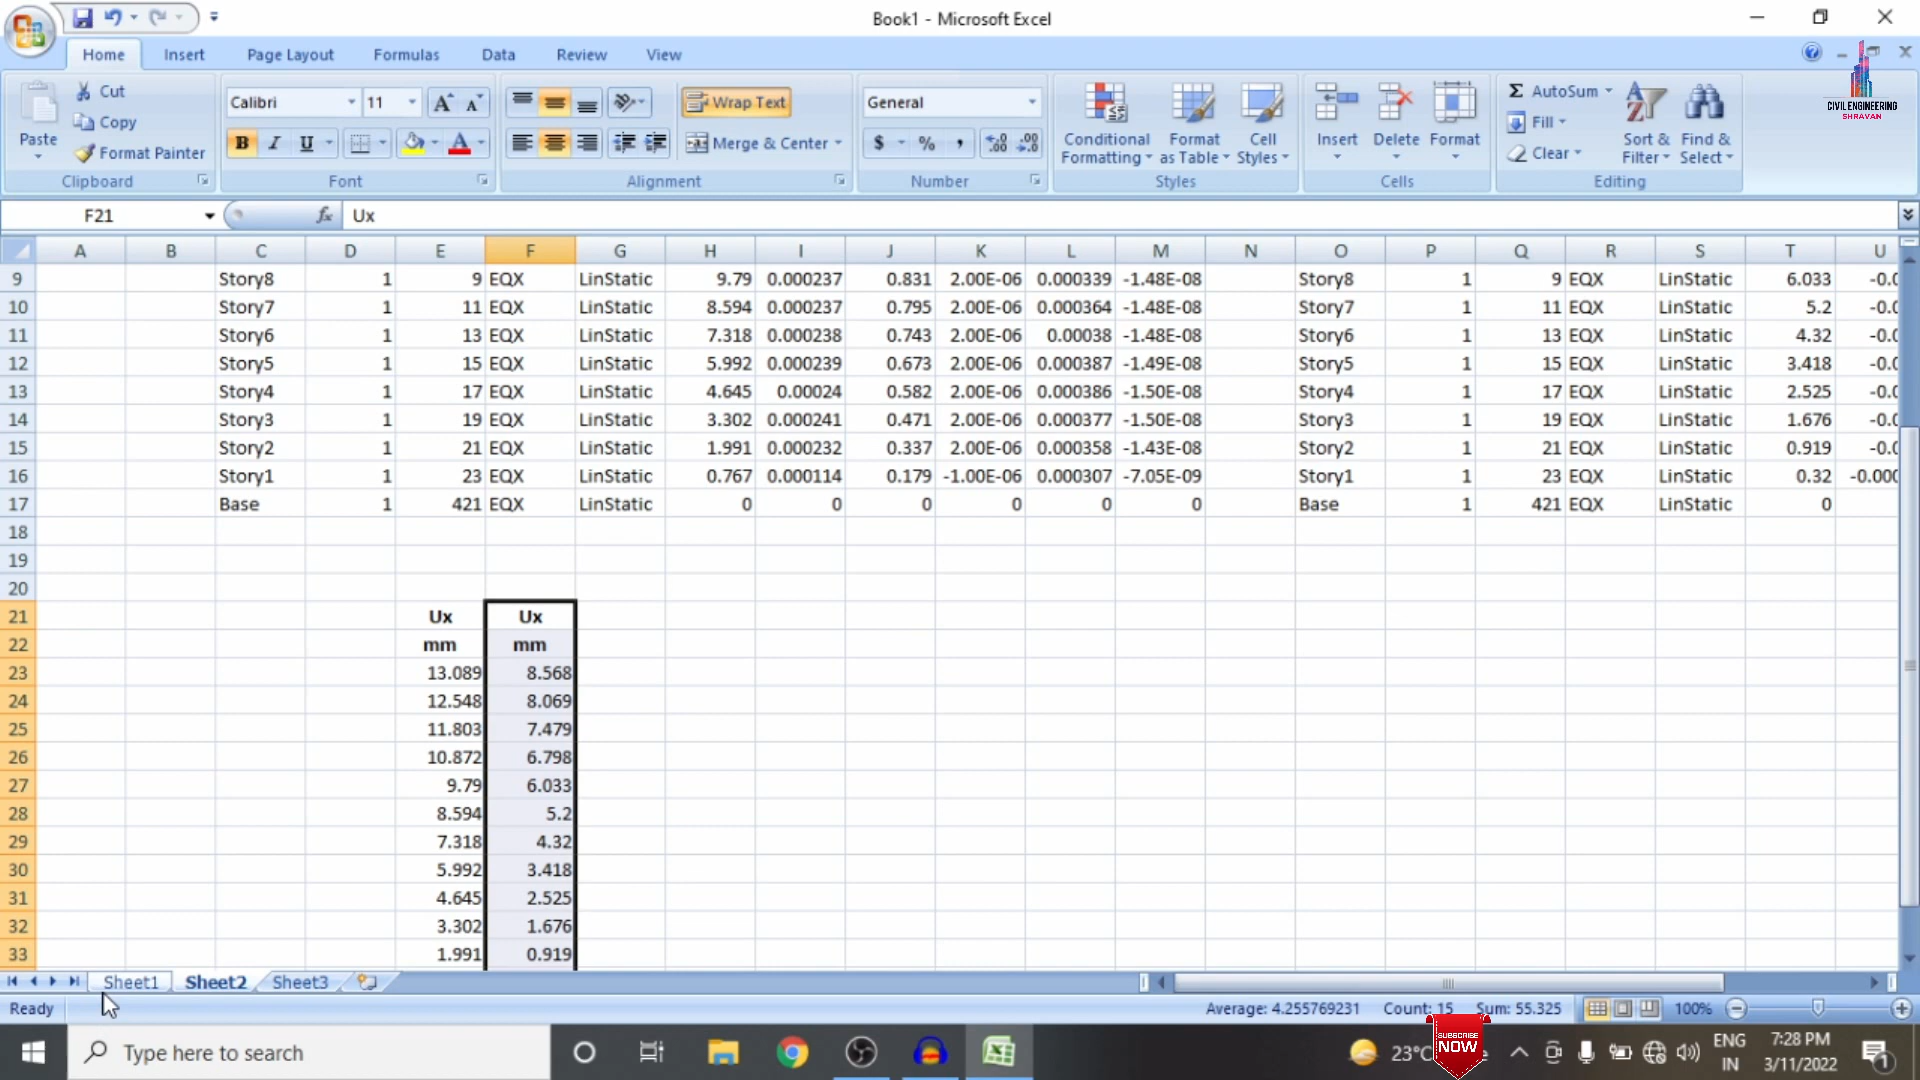 Book1 - Microsoft Excel
Home Insert Page Layout Formulas Data Review View
Cut
Copy
Format Painter
Paste
Clipboard
Calibri 11
B I U
Font
Wrap Text
Merge & Center
Alignment
General
$ % ,
Number
Conditional Formatting
Format as Table
Cell Styles
Styles
Insert Delete Format
Cells
AutoSum
Fill
Clear
Sort & Filter
Find & Select
Editing
CIVIL ENGINEERING
SHRAVAN
F21 fx Ux
A B C D E F G H I J K L M N O P Q R S T U
9 Story8 1 9 EQX LinStatic 9.79 0.000237 0.831 2.00E-06 0.000339 -1.48E-08 Story8 1 9 EQX LinStatic 6.033 -0.0
10 Story7 1 11 EQX LinStatic 8.594 0.000237 0.795 2.00E-06 0.000364 -1.48E-08 Story7 1 11 EQX LinStatic 5.2 -0.0
11 Story6 1 13 EQX LinStatic 7.318 0.000238 0.743 2.00E-06 0.00038 -1.48E-08 Story6 1 13 EQX LinStatic 4.32 -0.0
12 Story5 1 15 EQX LinStatic 5.992 0.000239 0.673 2.00E-06 0.000387 -1.49E-08 Story5 1 15 EQX LinStatic 3.418 -0.0
13 Story4 1 17 EQX LinStatic 4.645 0.00024 0.582 2.00E-06 0.000386 -1.50E-08 Story4 1 17 EQX LinStatic 2.525 -0.0
14 Story3 1 19 EQX LinStatic 3.302 0.000241 0.471 2.00E-06 0.000377 -1.50E-08 Story3 1 19 EQX LinStatic 1.676 -0.0
15 Story2 1 21 EQX LinStatic 1.991 0.000232 0.337 2.00E-06 0.000358 -1.43E-08 Story2 1 21 EQX LinStatic 0.919 -0.0
16 Story1 1 23 EQX LinStatic 0.767 0.000114 0.179 -1.00E-06 0.000307 -7.05E-09 Story1 1 23 EQX LinStatic 0.32 -0.000
17 Base 1 421 EQX LinStatic 0 0 0 0 0 0 Base 1 421 EQX LinStatic 0
18
19
20
21 Ux Ux
22 mm mm
23 13.089 8.568
24 12.548 8.069
25 11.803 7.479
26 10.872 6.798
27 9.79 6.033
28 8.594 5.2
29 7.318 4.32
30 5.992 3.418
31 4.645 2.525
32 3.302 1.676
33 1.991 0.919
Sheet1 Sheet2 Sheet3
Ready Average: 4.255769231 Count: 15 Sum: 55.325 100%
Type here to search
23°C
SUBSCRIBE
NOW
ENG
IN
7:28 PM
3/11/2022
1